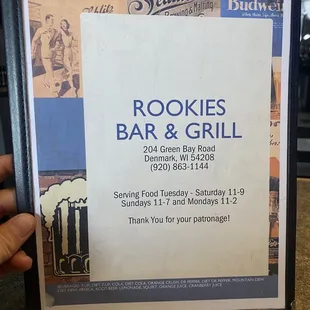 Budweiser
ROOKIES
BAR & GRILL
204 Green Bay Road
Denmark, WI 54208
(920) 863-1144
Serving Food Tuesday - Saturday 11-9
Sundays 11-7 and Mondays 11-2
Thank You for your patronage!